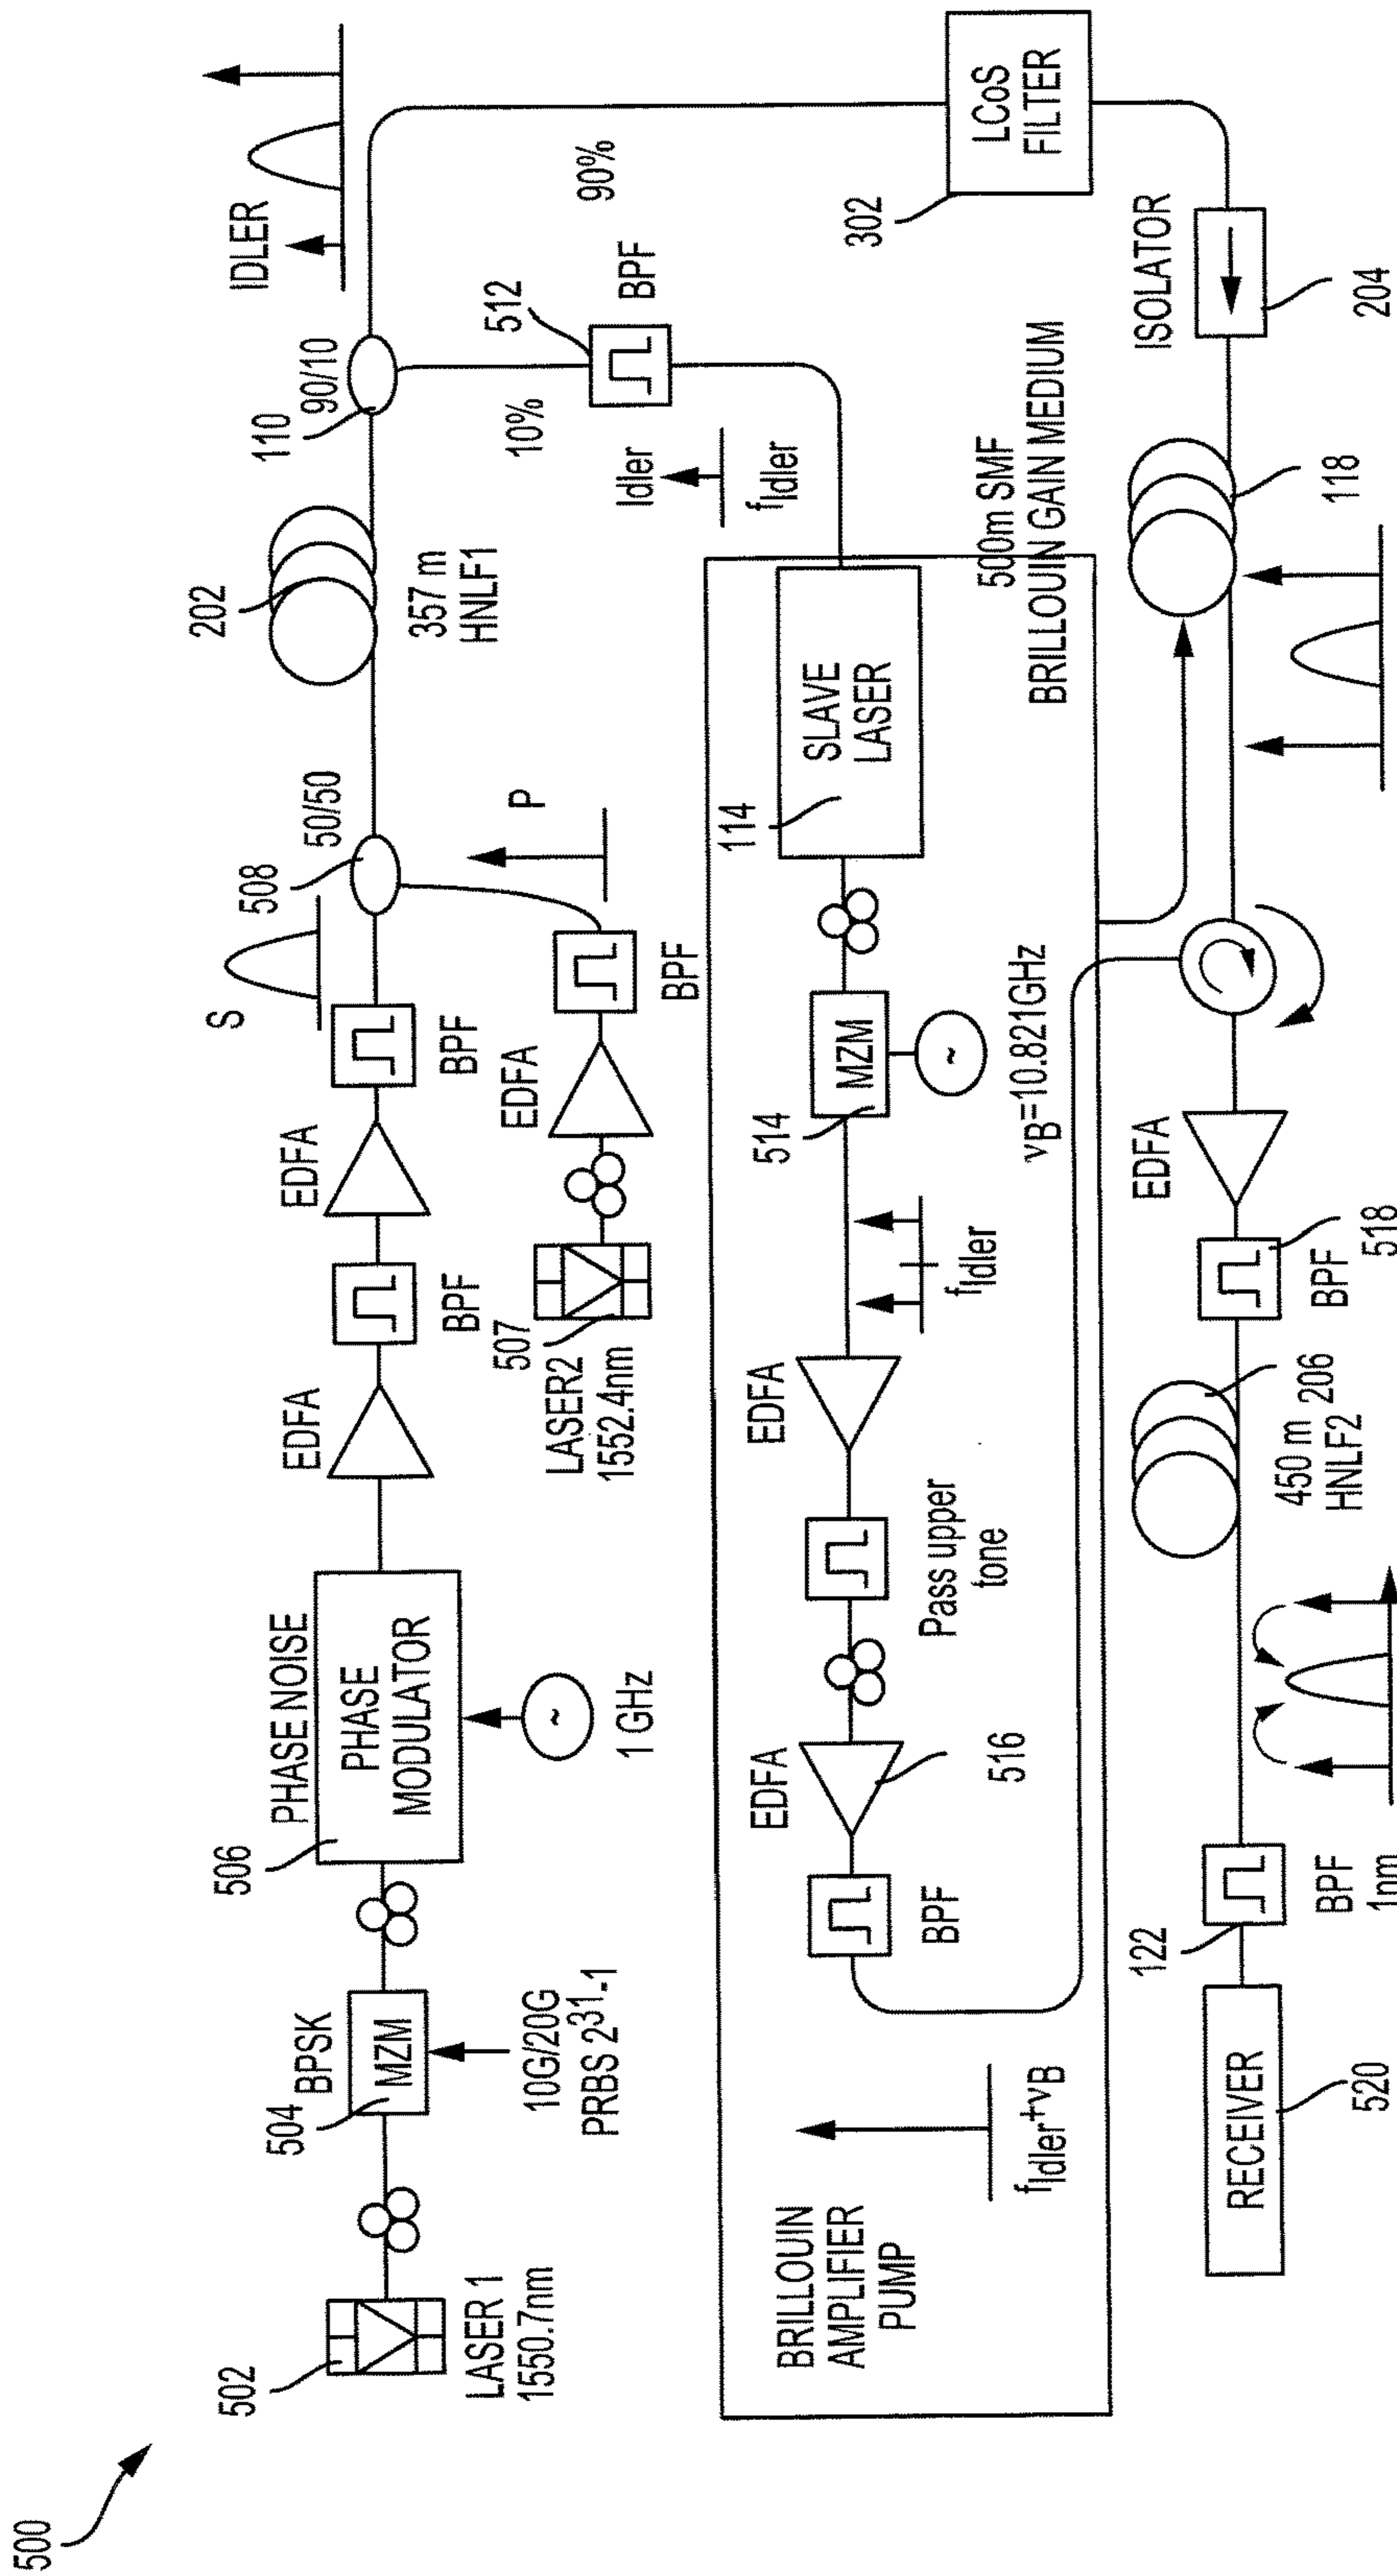 500
502
LASER 1
1550.7nm
504
BPSK
MZM
10G/20G
PRBS 2³¹-1
506
PHASE NOISE
PHASE
MODULATOR
~
1 GHz
EDFA
BPF
EDFA
BPF
S
507
LASER2
1552.4nm
EDFA
BPF
P
508
50/50
202
357 m
HNLF1
110
90/10
IDLER
90%
10%
512
BPF
Idler
fIdler
302
LCoS
FILTER
BRILLOUIN
AMPLIFIER
PUMP
fIdler+νB
BPF
EDFA
516
Pass upper
tone
EDFA
fIdler
514
MZM
~
νB=10.821GHz
114
SLAVE
LASER
500m SMF
BRILLOUIN GAIN MEDIUM
ISOLATOR
204
118
EDFA
BPF
518
450 m
HNLF2
206
122
BPF
1nm
RECEIVER
520